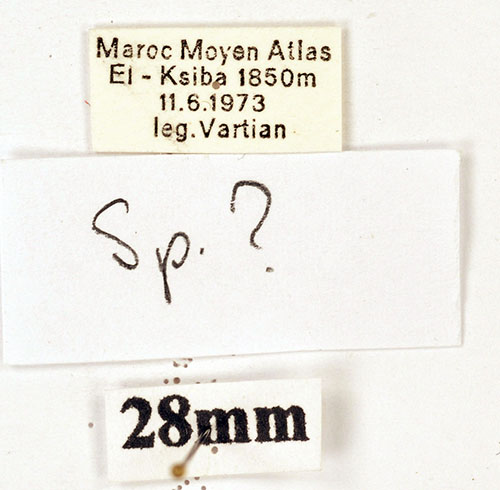 Maroc Moyen Atlas
El - Ksiba 1850m
11.6.1973
leg. Vartian
Sp. ?
28mm